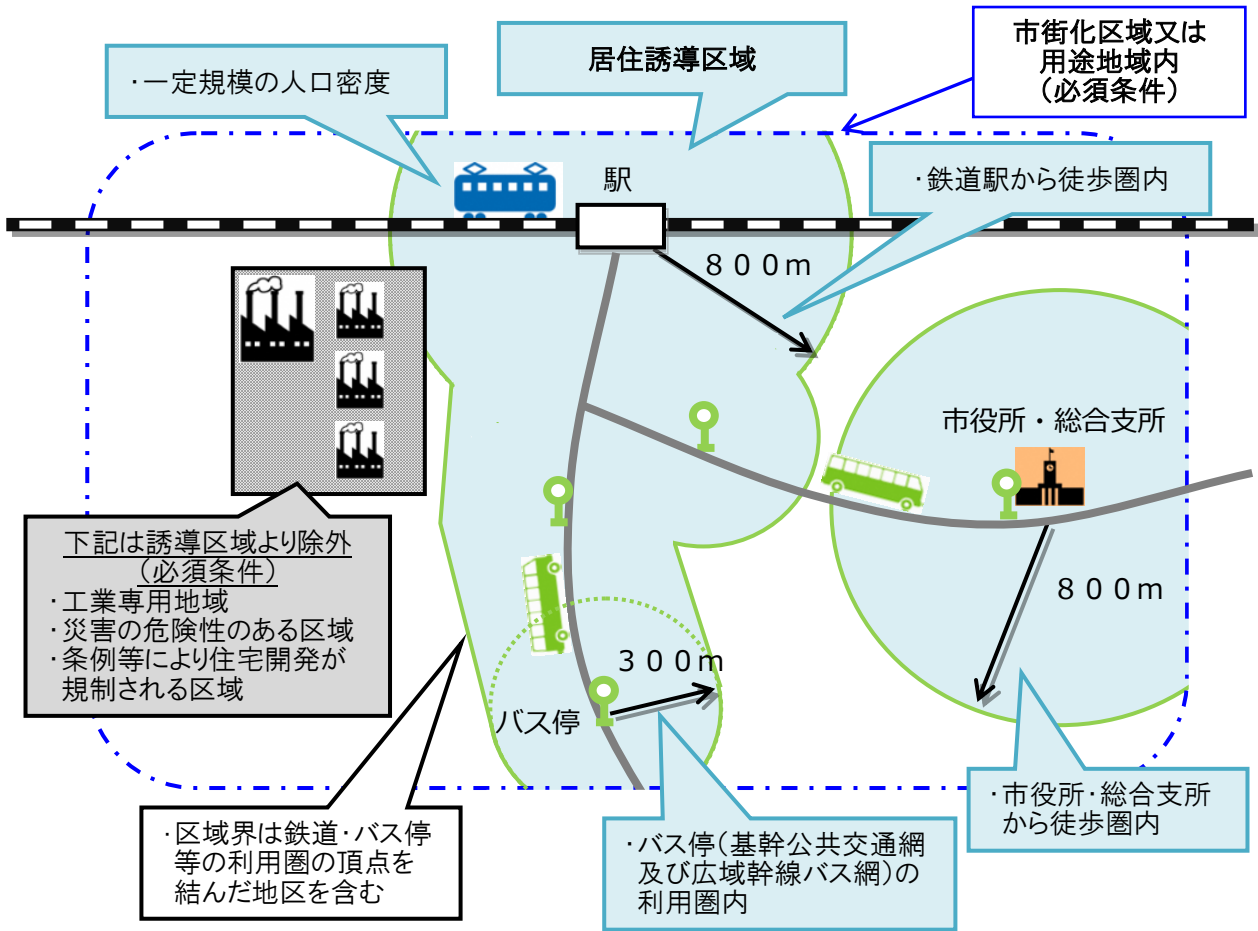 市街化区域又は
用途地域内
（必須条件）
居住誘導区域
・一定規模の人口密度
駅
・鉄道駅から徒歩圏内
８００ｍ
市役所・総合支所
下記は誘導区域より除外
（必須条件）
・工業専用地域
・災害の危険性のある区域
・条例等により住宅開発が
規制される区域
８００ｍ
３００ｍ
バス停
・区域界は鉄道・バス停
等の利用圏の頂点を
結んだ地区を含む
・バス停（基幹公共交通網
及び広域幹線バス網）の
利用圏内
・市役所・総合支所
から徒歩圏内